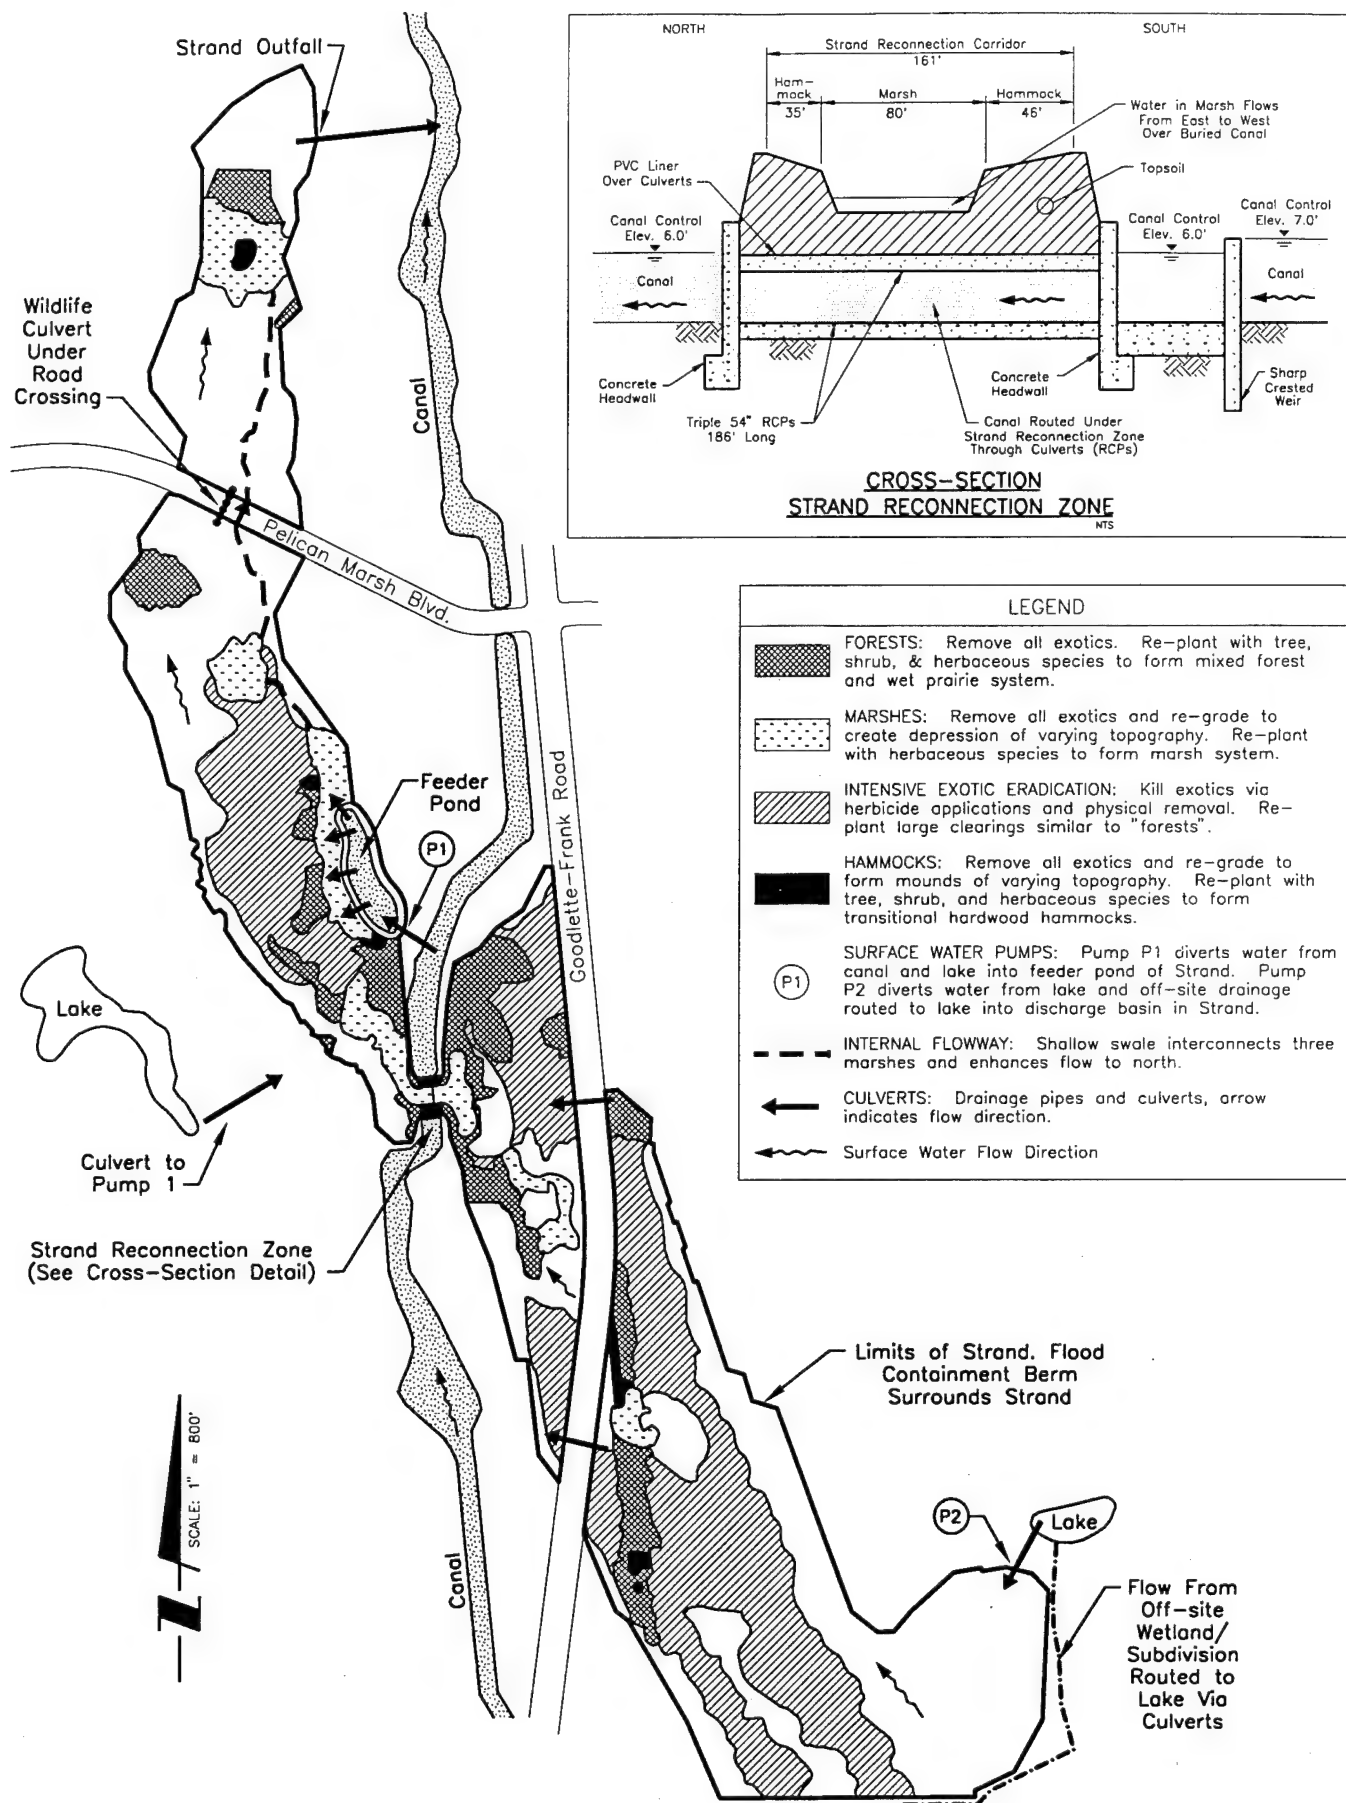 Strand Outfall
Wildlife
Culvert
Under
Road
Crossing
Canal
Pelican Marsh Blvd.
Feeder
Pond
P1
Goodlette-Frank Road
Lake
Culvert to
Pump 1
Strand Reconnection Zone
(See Cross-Section Detail)
SCALE: 1" = 800'
N
Canal
Limits of Strand. Flood
Containment Berm
Surrounds Strand
P2
Lake
Flow From
Off-site
Wetland/
Subdivision
Routed to
Lake Via
Culverts
NORTH
SOUTH
Strand Reconnection Corridor
161'
Ham-
mock
35'
Marsh
80'
Hammock
46'
Water in Marsh Flows
From East to West
Over Buried Canal
PVC Liner
Over Culverts
Topsoil
Canal Control
Elev. 6.0'
Canal Control
Elev. 6.0'
Canal Control
Elev. 7.0'
Canal
Canal
Concrete
Headwall
Concrete
Headwall
Sharp
Crested
Weir
Triple 54" RCPs
186' Long
Canal Routed Under
Strand Reconnection Zone
Through Culverts (RCPs)
CROSS-SECTION
STRAND RECONNECTION ZONE
NTS
LEGEND
FORESTS: Remove all exotics. Re-plant with tree,
shrub, & herbaceous species to form mixed forest
and wet prairie system.
MARSHES: Remove all exotics and re-grade to
create depression of varying topography. Re-plant
with herbaceous species to form marsh system.
INTENSIVE EXOTIC ERADICATION: Kill exotics via
herbicide applications and physical removal. Re-
plant large clearings similar to "forests".
HAMMOCKS: Remove all exotics and re-grade to
form mounds of varying topography. Re-plant with
tree, shrub, and herbaceous species to form
transitional hardwood hammocks.
P1
SURFACE WATER PUMPS: Pump P1 diverts water from
canal and lake into feeder pond of Strand. Pump
P2 diverts water from lake and off-site drainage
routed to lake into discharge basin in Strand.
INTERNAL FLOWWAY: Shallow swale interconnects three
marshes and enhances flow to north.
CULVERTS: Drainage pipes and culverts, arrow
indicates flow direction.
Surface Water Flow Direction